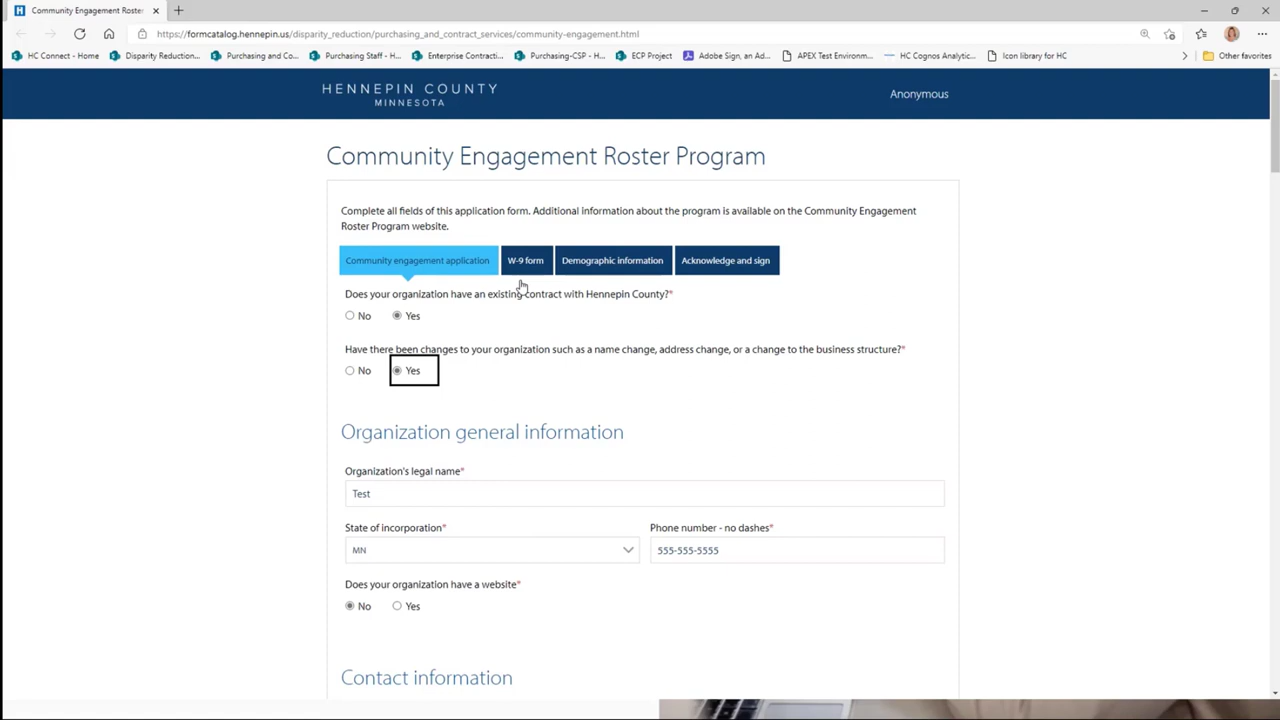 Community Engagement Roster
https://formcatalog.hennepin.us/disparity_reduction/purchasing_and_contract_services/community-engagement.html
HC Connect - Home
Disparity Reduction...
Purchasing and Co...
Purchasing Staff - H...
Enterprise Contracti...
Purchasing-CSP - H...
ECP Project
Adobe Sign, an Ad...
APEX Test Environm...
HC Cognos Analytic...
Icon library for HC
Other favorites
HENNEPIN COUNTY
MINNESOTA
Anonymous
Community Engagement Roster Program
Complete all fields of this application form. Additional information about the program is available on the Community Engagement
Roster Program website.
Community engagement application
W-9 form
Demographic information
Acknowledge and sign
Does your organization have an existing contract with Hennepin County?*
No Yes
Have there been changes to your organization such as a name change, address change, or a change to the business structure?*
No Yes
Organization general information
Organization's legal name*
Test
State of incorporation* Phone number - no dashes*
MN 555-555-5555
Does your organization have a website*
No Yes
Contact information